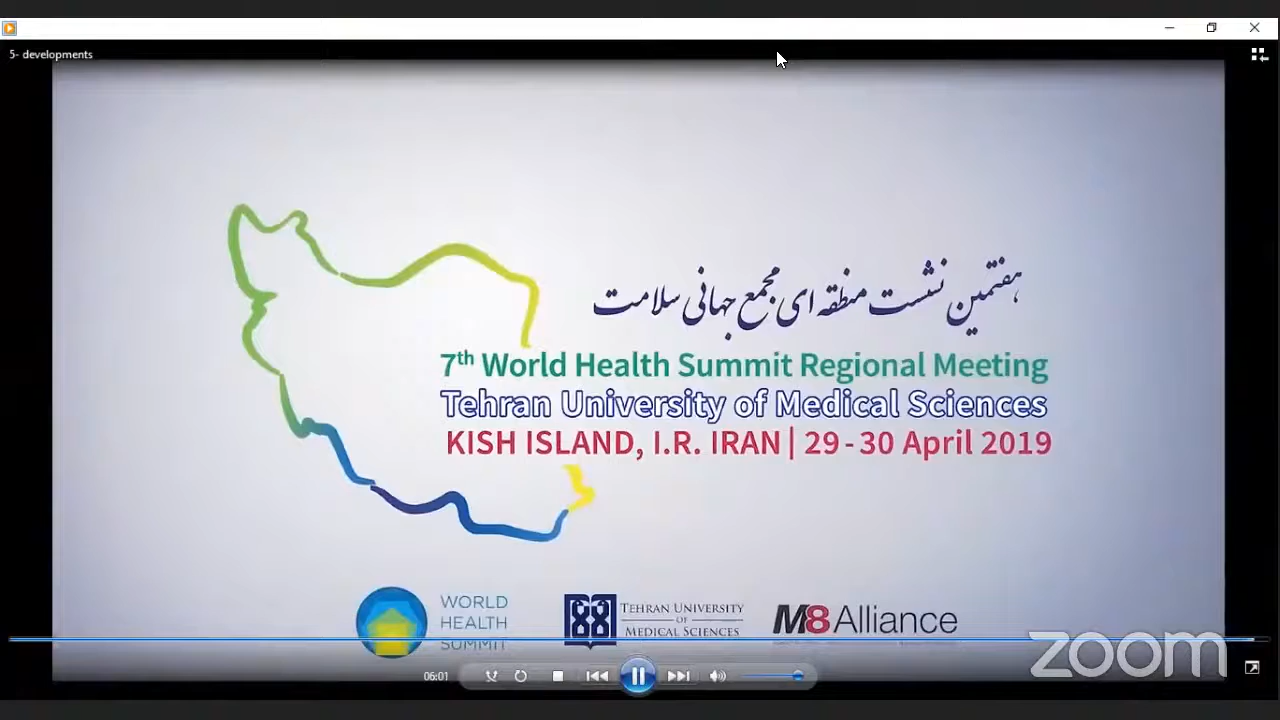 5- developments
هفتمین نشست منطقه ای مجمع جهانی سلامت
7th World Health Summit Regional Meeting
Tehran University of Medical Sciences
KISH ISLAND, I.R. IRAN | 29-30 April 2019
WORLD
HEALTH
SUMMIT
TEHRAN UNIVERSITY
OF
MEDICAL SCIENCES
M8 Alliance
06:01
zoom